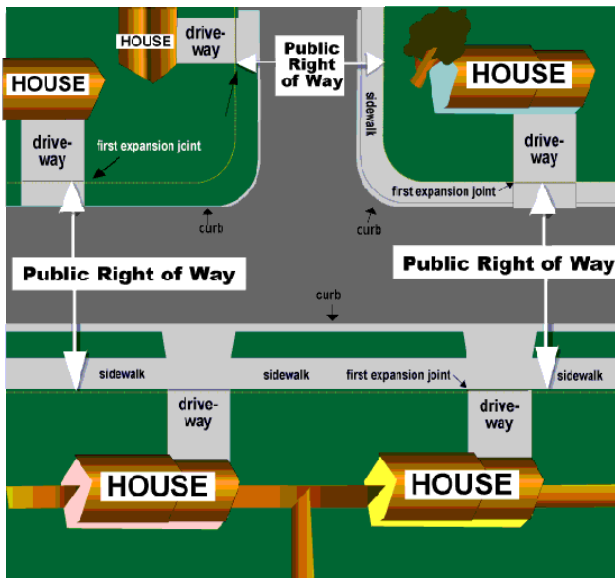 HOUSE
drive-
way
Public Right
of Way
HOUSE
HOUSE
sidewalk
drive-
way
first expansion joint
drive-
way
first expansion joint
curb
curb
Public Right of Way
Public Right of Way
curb
sidewalk
sidewalk
first expansion joint
sidewalk
drive-
way
drive-
way
HOUSE
HOUSE